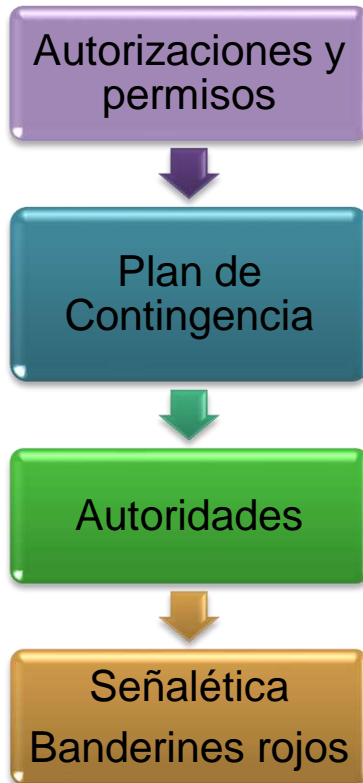 Autorizaciones y
permisos
Plan de
Contingencia
Autoridades
Señalética
Banderines rojos